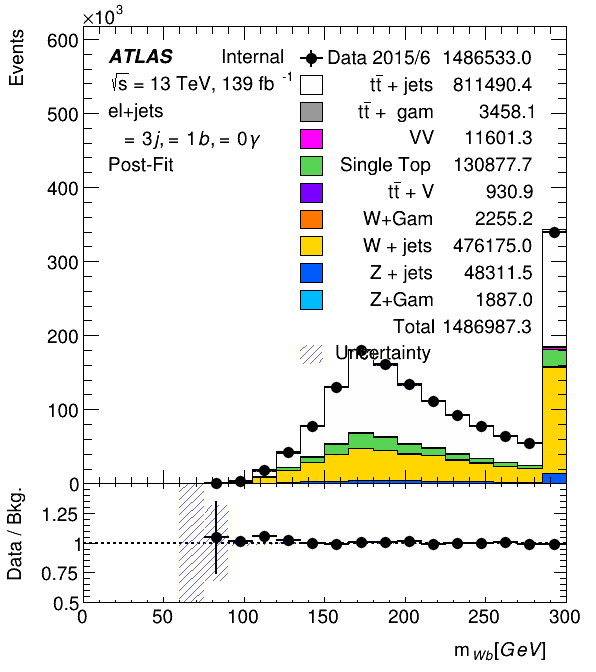 ×10³
Events
600
500
400
300
200
100
0
ATLAS Internal
√s = 13 TeV, 139 fb⁻¹
el+jets
= 3j, = 1b, = 0γ
Post-Fit
Data 2015/6 1486533.0
tt̄ + jets 811490.4
tt̄ + gam 3458.1
VV 11601.3
Single Top 130877.7
tt̄ + V 930.9
W+Gam 2255.2
W + jets 476175.0
Z + jets 48311.5
Z+Gam 1887.0
Total 1486987.3
Uncertainty
Data / Bkg.
1.25
1
0.75
0.5
0 50 100 150 200 250 300
m_Wb[GeV]